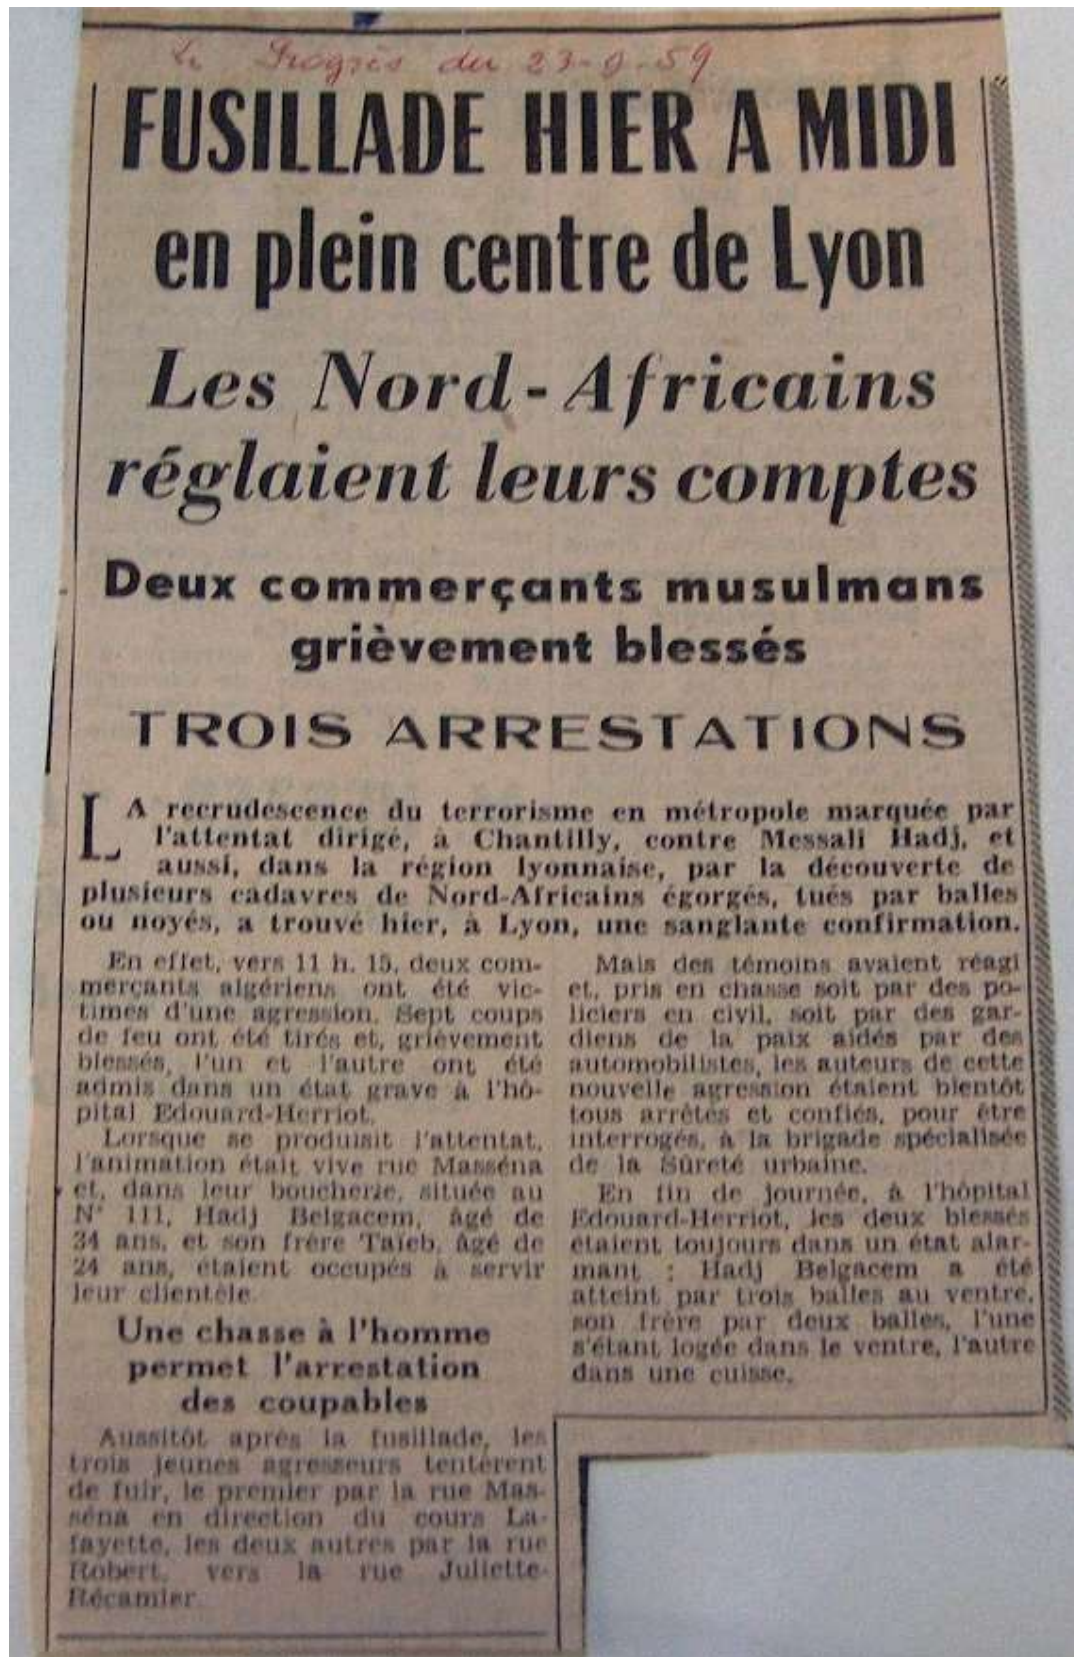 Le Progrès du 23-9-59
FUSILLADE HIER A MIDI
en plein centre de Lyon
Les Nord-Africains
réglaient leurs comptes
Deux commerçants musulmans
grièvement blessés
TROIS ARRESTATIONS
LA recrudescence du terrorisme en métropole marquée par
l'attentat dirigé, à Chantilly, contre Messali Hadj, et
aussi, dans la région lyonnaise, par la découverte de
plusieurs cadavres de Nord-Africains égorgés, tués par balles
ou noyés, a trouvé hier, à Lyon, une sanglante confirmation.
En effet, vers 11 h. 15, deux com-
merçants algériens ont été vic-
times d'une agression. Sept coups
de feu ont été tirés et, grièvement
blessés, l'un et l'autre ont été
admis dans un état grave à l'hô-
pital Edouard-Herriot.
Lorsque se produisit l'attentat,
l'animation était vive rue Masséna
et, dans leur boucherie, située au
N° 111, Hadj Belgacem, âgé de
34 ans, et son frère Taïeb, âgé de
24 ans, étaient occupés à servir
leur clientèle.
Une chasse à l'homme
permet l'arrestation
des coupables
Aussitôt après la fusillade, les
trois jeunes agresseurs tentèrent
de fuir, le premier par la rue Mas-
séna en direction du cours La-
fayette, les deux autres par la rue
Robert, vers la rue Juliette-
Récamier.
Mais des témoins avaient réagi
et, pris en chasse soit par des po-
liciers en civil, soit par des gar-
diens de la paix aidés par des
automobilistes, les auteurs de cette
nouvelle agression étaient bientôt
tous arrêtés et confiés, pour être
interrogés, à la brigade spécialisée
de la Sûreté urbaine.
En fin de journée, à l'hôpital
Edouard-Herriot, les deux blessés
étaient toujours dans un état alar-
mant : Hadj Belgacem a été
atteint par trois balles au ventre,
son frère par deux balles, l'une
s'étant logée dans le ventre, l'autre
dans une cuisse.